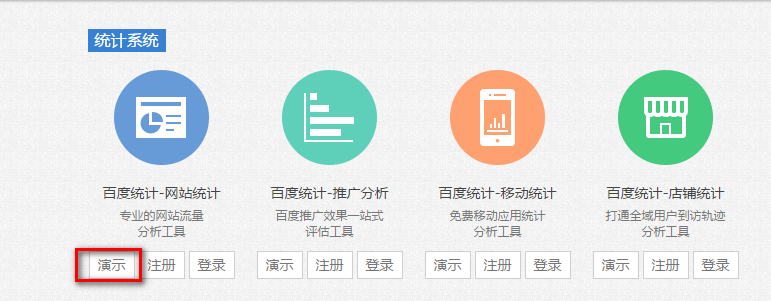 统计系统
百度统计-网站统计 百度统计-推广分析 百度统计-移动统计 百度统计-店铺统计
专业的网站流量 百度推广效果一站式 免费移动应用统计 打通全域用户到访轨迹
分析工具 评估工具 分析工具 分析工具
演示 注册 登录 演示 注册 登录 演示 注册 登录 演示 注册 登录